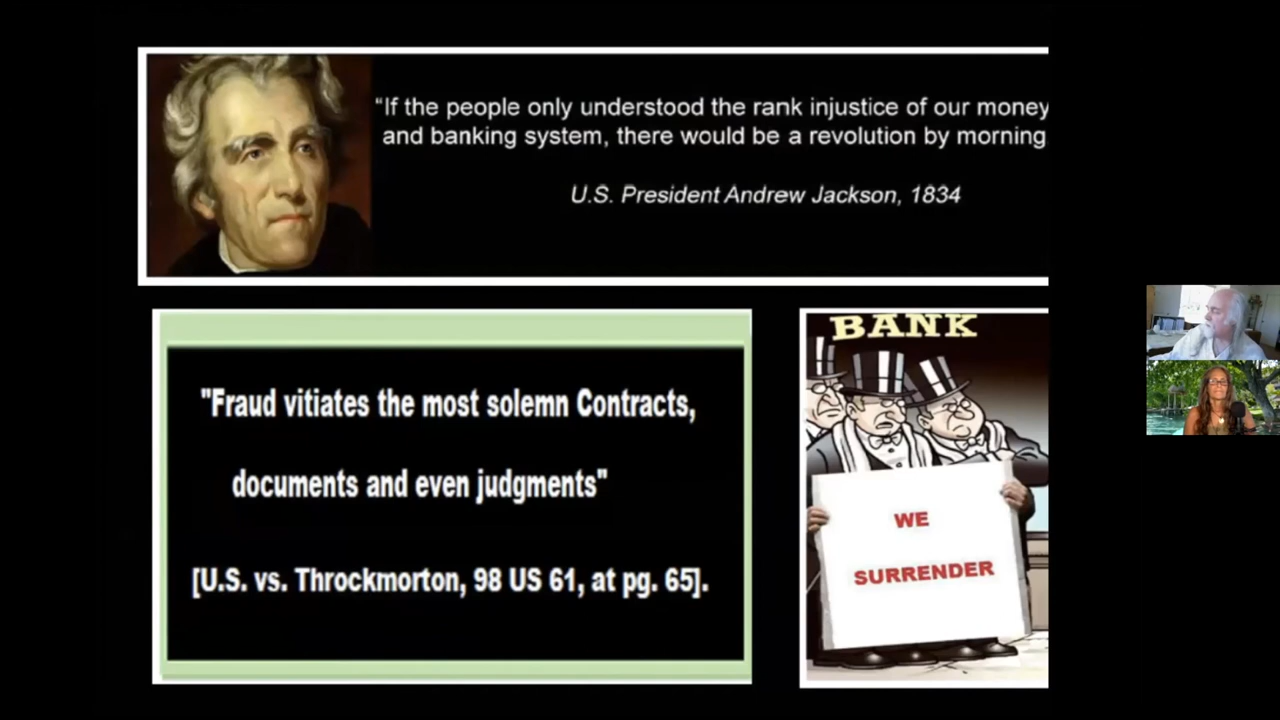 “If the people only understood the rank injustice of our money
and banking system, there would be a revolution by morning
U.S. President Andrew Jackson, 1834
"Fraud vitiates the most solemn Contracts,
documents and even judgments"
[U.S. vs. Throckmorton, 98 US 61, at pg. 65].
BANK
WE
SURRENDER